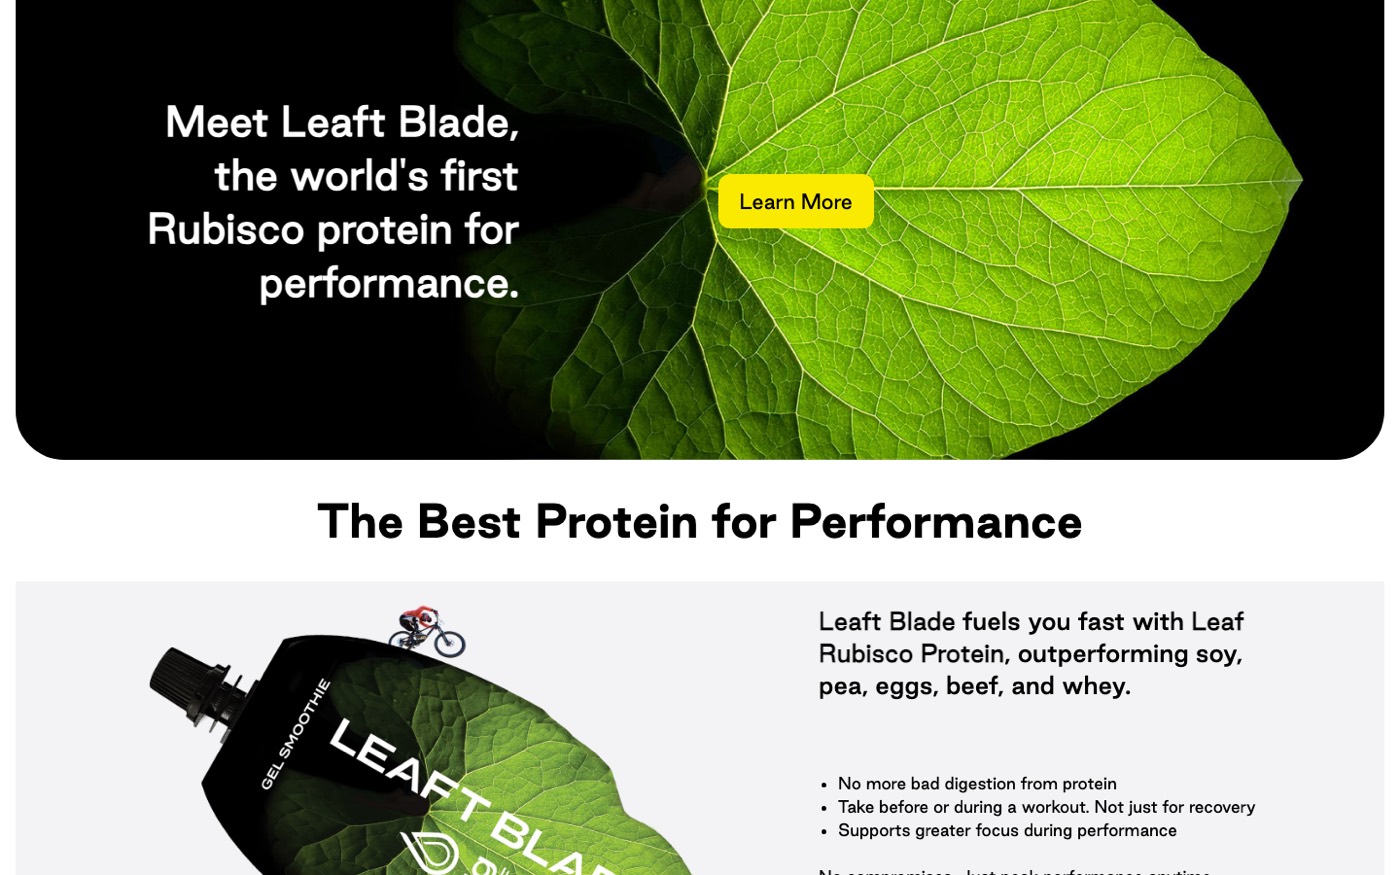 Meet Leaft Blade,
the world's first
Rubisco protein for
performance.
Learn More
The Best Protein for Performance
GEL SMOOTHIE
LEAFT
Leaft Blade fuels you fast with Leaf
Rubisco Protein, outperforming soy,
pea, eggs, beef, and whey.
• No more bad digestion from protein
• Take before or during a workout. Not just for recovery
• Supports greater focus during performance